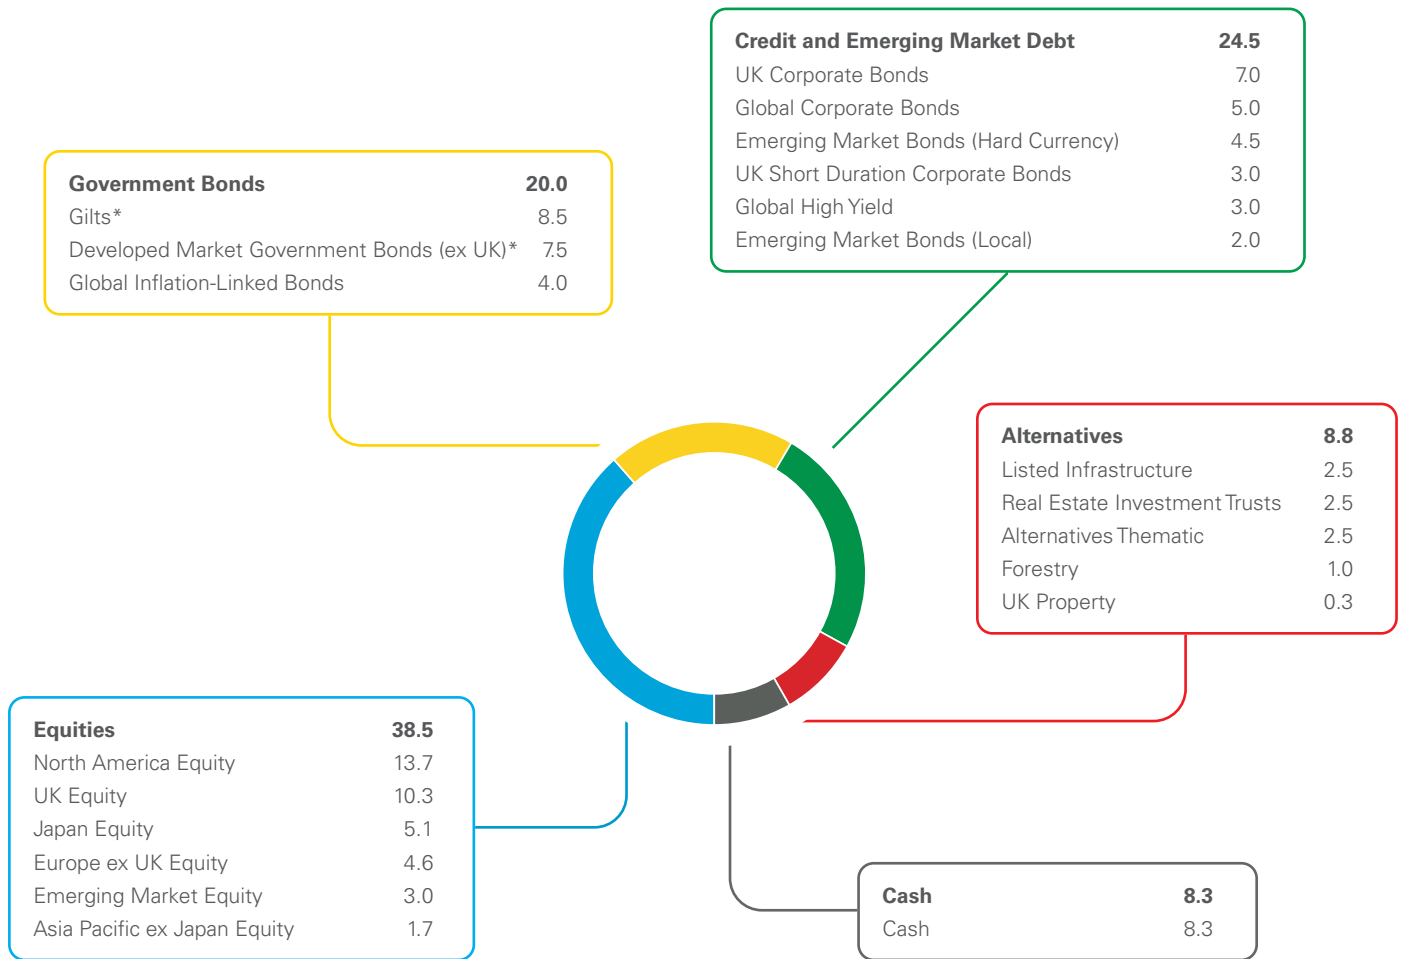 Credit and Emerging Market Debt 24.5
UK Corporate Bonds 7.0
Global Corporate Bonds 5.0
Emerging Market Bonds (Hard Currency) 4.5
UK Short Duration Corporate Bonds 3.0
Global High Yield 3.0
Emerging Market Bonds (Local) 2.0
Government Bonds 20.0
Gilts* 8.5
Developed Market Government Bonds (ex UK)* 7.5
Global Inflation-Linked Bonds 4.0
Alternatives 8.8
Listed Infrastructure 2.5
Real Estate Investment Trusts 2.5
Alternatives Thematic 2.5
Forestry 1.0
UK Property 0.3
Equities 38.5
North America Equity 13.7
UK Equity 10.3
Japan Equity 5.1
Europe ex UK Equity 4.6
Emerging Market Equity 3.0
Asia Pacific ex Japan Equity 1.7
Cash 8.3
Cash 8.3